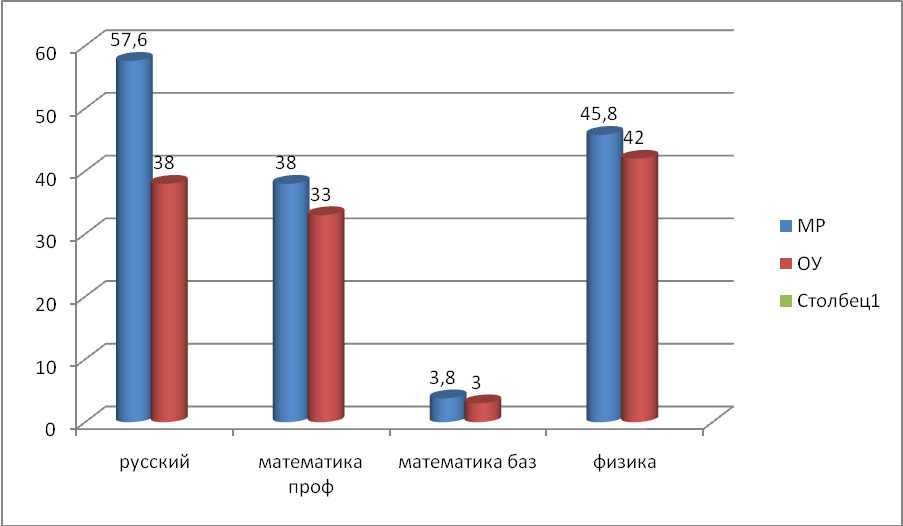 60
50
40
30
20
10
0
57,6
38
38
33
3,8
3
45,8
42
русский
математика
проф
математика баз
физика
МР
ОУ
Столбец1